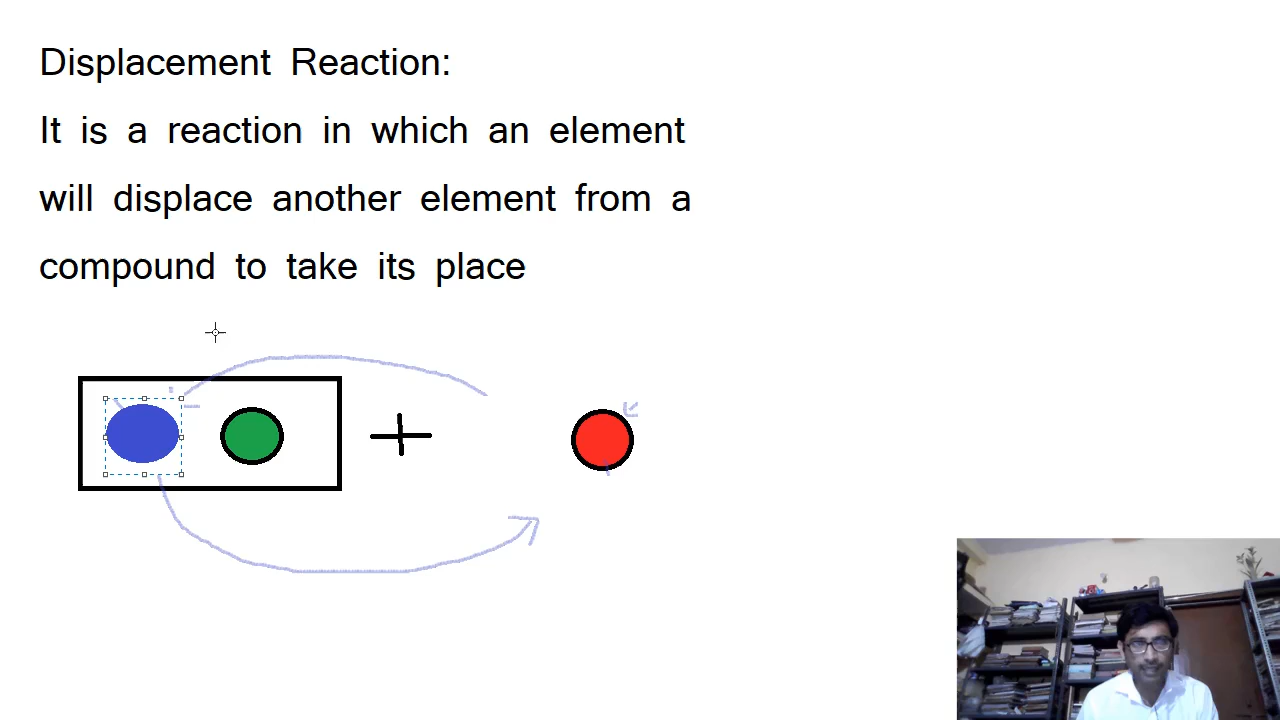 Displacement Reaction:
It is a reaction in which an element
will displace another element from a
compound to take its place